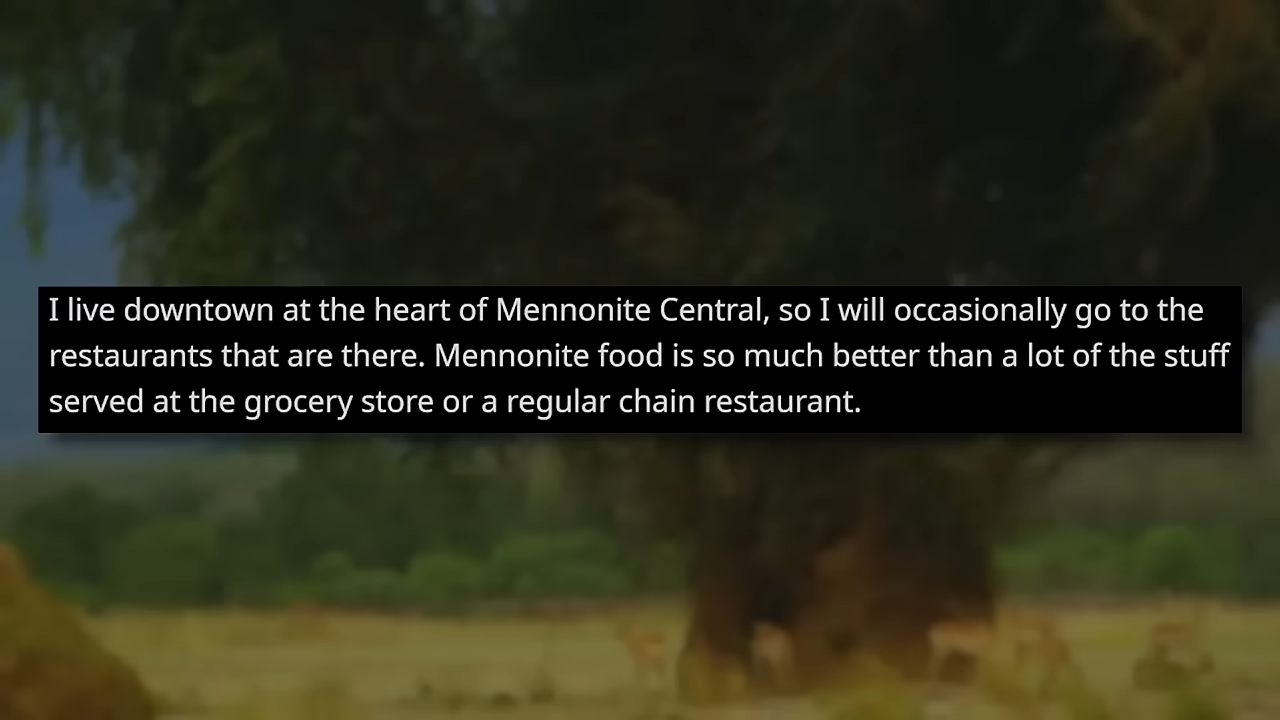 I live downtown at the heart of Mennonite Central, so I will occasionally go to the
restaurants that are there. Mennonite food is so much better than a lot of the stuff
served at the grocery store or a regular chain restaurant.